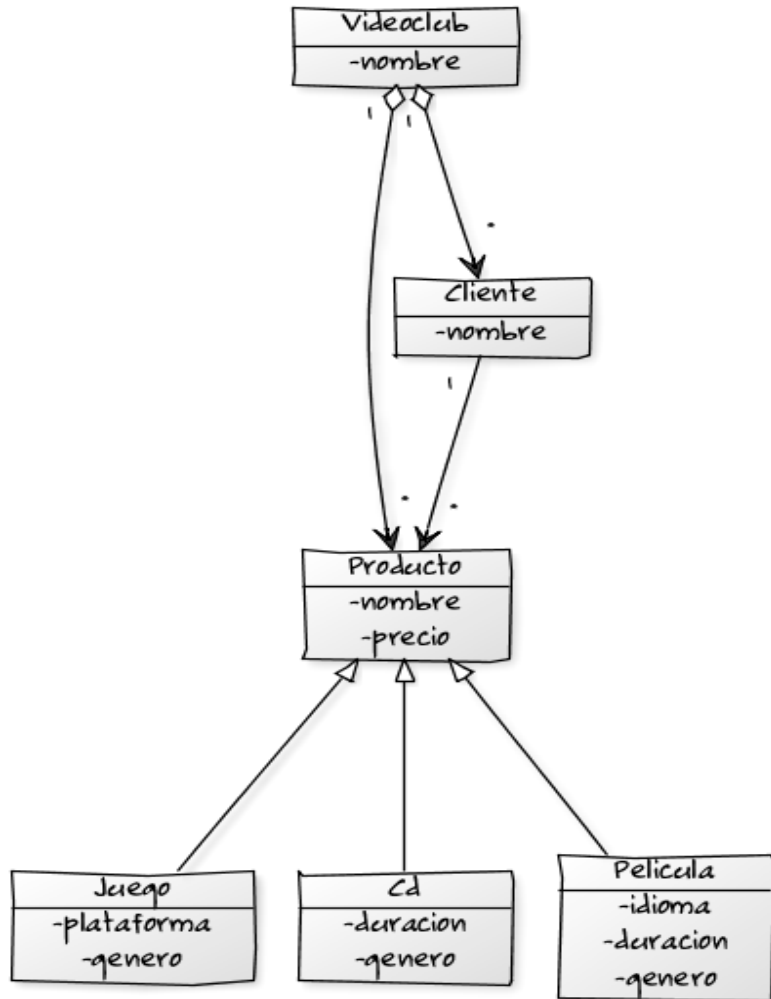 Videoclub
-nombre
1
1
*
Cliente
-nombre
1
*
*
Producto
-nombre
-precio
Juego
-plataforma
-genero
Cd
-duracion
-genero
Pelicula
-idioma
-duracion
-genero